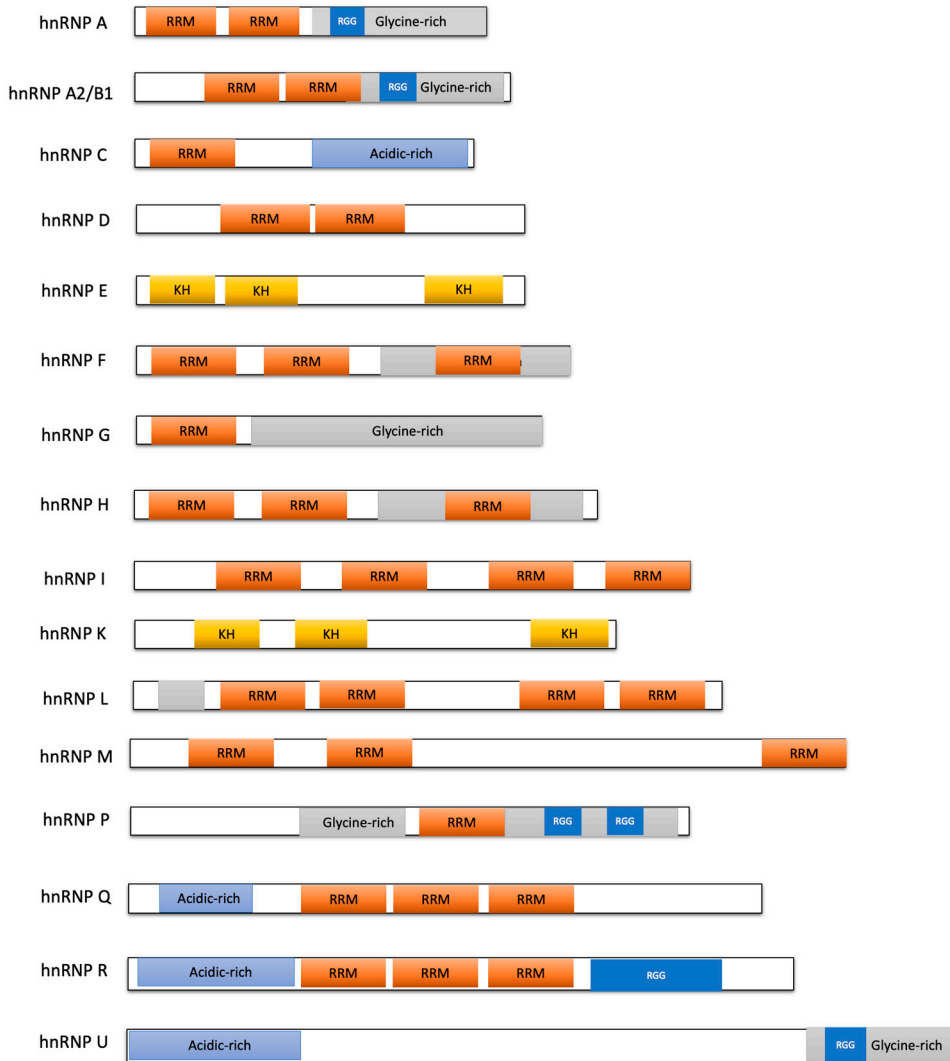 hnRNP A RRM RRM RGG Glycine-rich
hnRNP A2/B1 RRM RRM RGG Glycine-rich
hnRNP C RRM Acidic-rich
hnRNP D RRM RRM
hnRNP E KH KH KH
hnRNP F RRM RRM RRM
hnRNP G RRM Glycine-rich
hnRNP H RRM RRM RRM
hnRNP I RRM RRM RRM RRM
hnRNP K KH KH KH
hnRNP L RRM RRM RRM RRM
hnRNP M RRM RRM RRM
hnRNP P Glycine-rich RRM RGG RGG
hnRNP Q Acidic-rich RRM RRM RRM
hnRNP R Acidic-rich RRM RRM RRM RGG
hnRNP U Acidic-rich RGG Glycine-rich